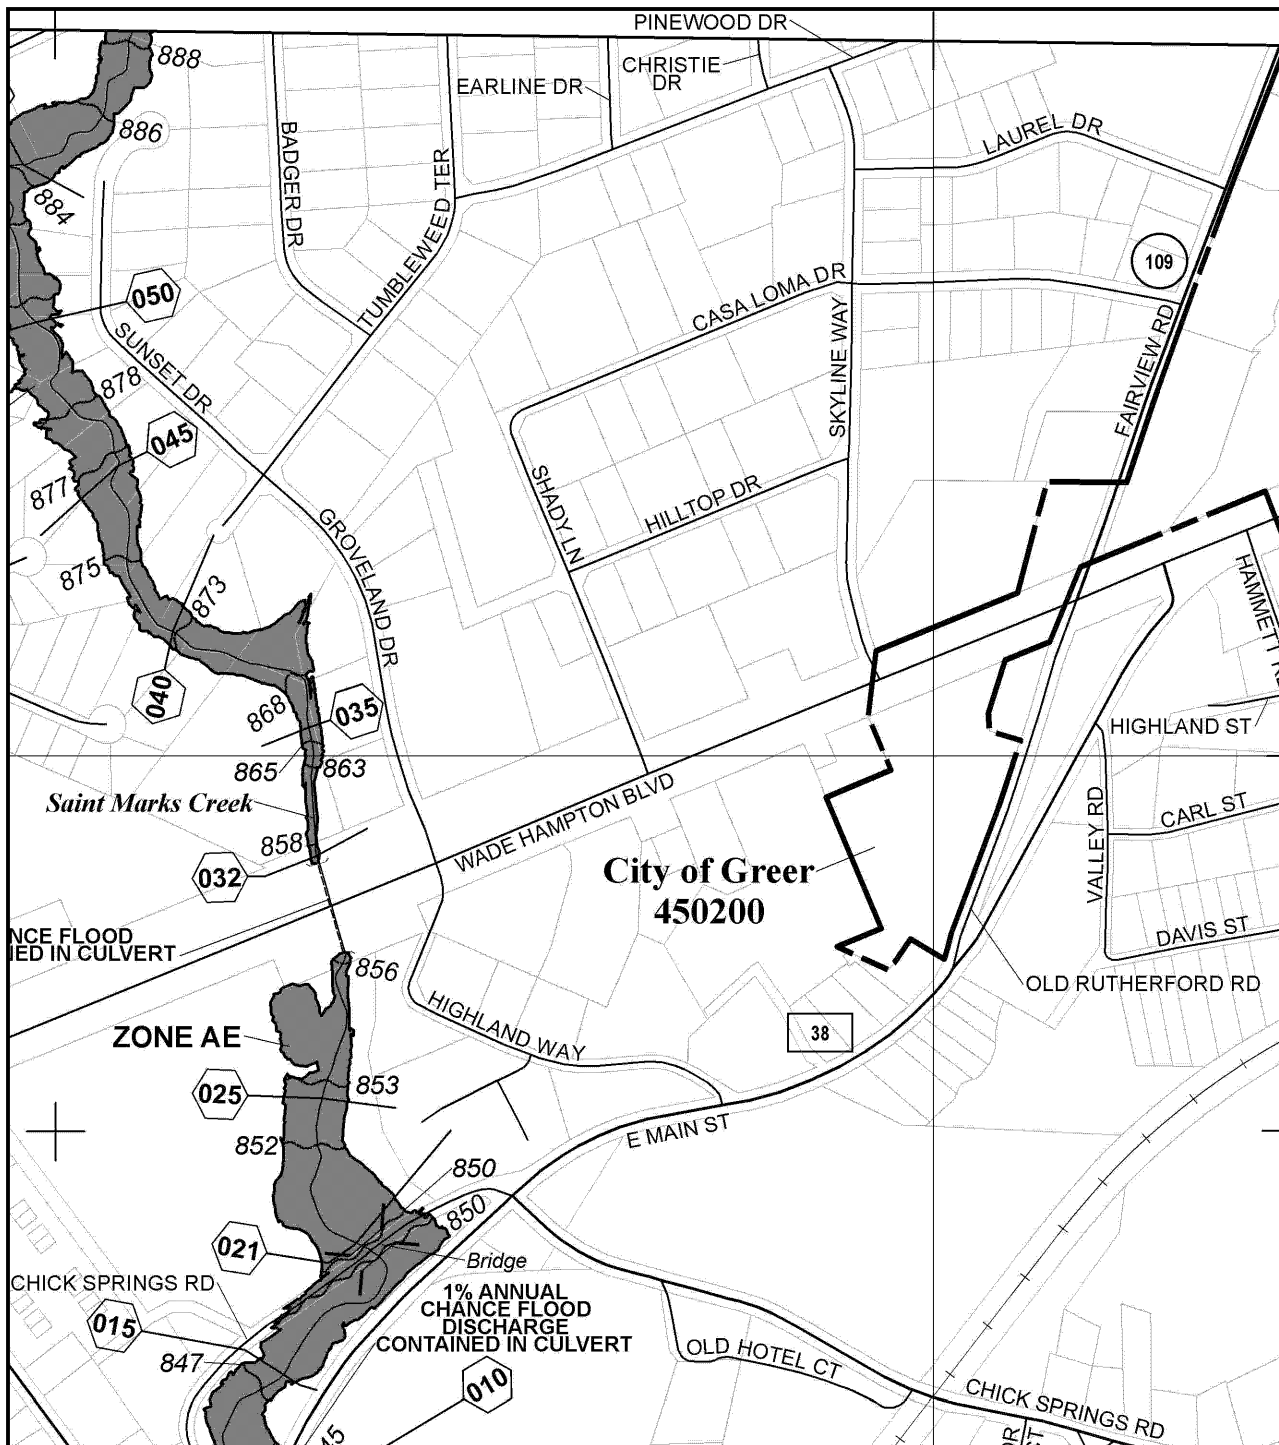 PINEWOOD DR
888
CHRISTIE
DR
EARLINE DR
886
BADGER DR
TUMBLEWEED TER
LAUREL DR
884
109
050
CASA LOMA DR
SKYLINE WAY
FAIRVIEW RD
SUNSET DR
878
045
877
SHADY LN
HILLTOP DR
GROVELAND DR
875
873
HAMMETT R
040
868
035
HIGHLAND ST
865
863
Saint Marks Creek
WADE HAMPTON BLVD
VALLEY RD
CARL ST
858
032
City of Greer
450200
NCE FLOOD
IED IN CULVERT
DAVIS ST
856
OLD RUTHERFORD RD
HIGHLAND WAY
ZONE AE
38
025
853
852
E MAIN ST
850
850
021
Bridge
CHICK SPRINGS RD
1% ANNUAL
CHANCE FLOOD
DISCHARGE
CONTAINED IN CULVERT
015
847
OLD HOTEL CT
010
CHICK SPRINGS RD
45
OR
ST